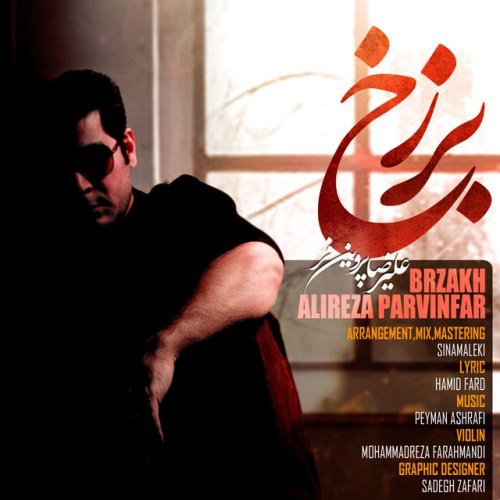 برزخ
علیرضا پروین فر
BRZAKH
ALIREZA PARVINFAR
ARRANGEMENT,MIX,MASTERING
SINAMALEKI
LYRIC
HAMID FARD
MUSIC
PEYMAN ASHRAFI
VIOLIN
MOHAMMADREZA FARAHMANDI
GRAPHIC DESIGNER
SADEGH ZAFARI